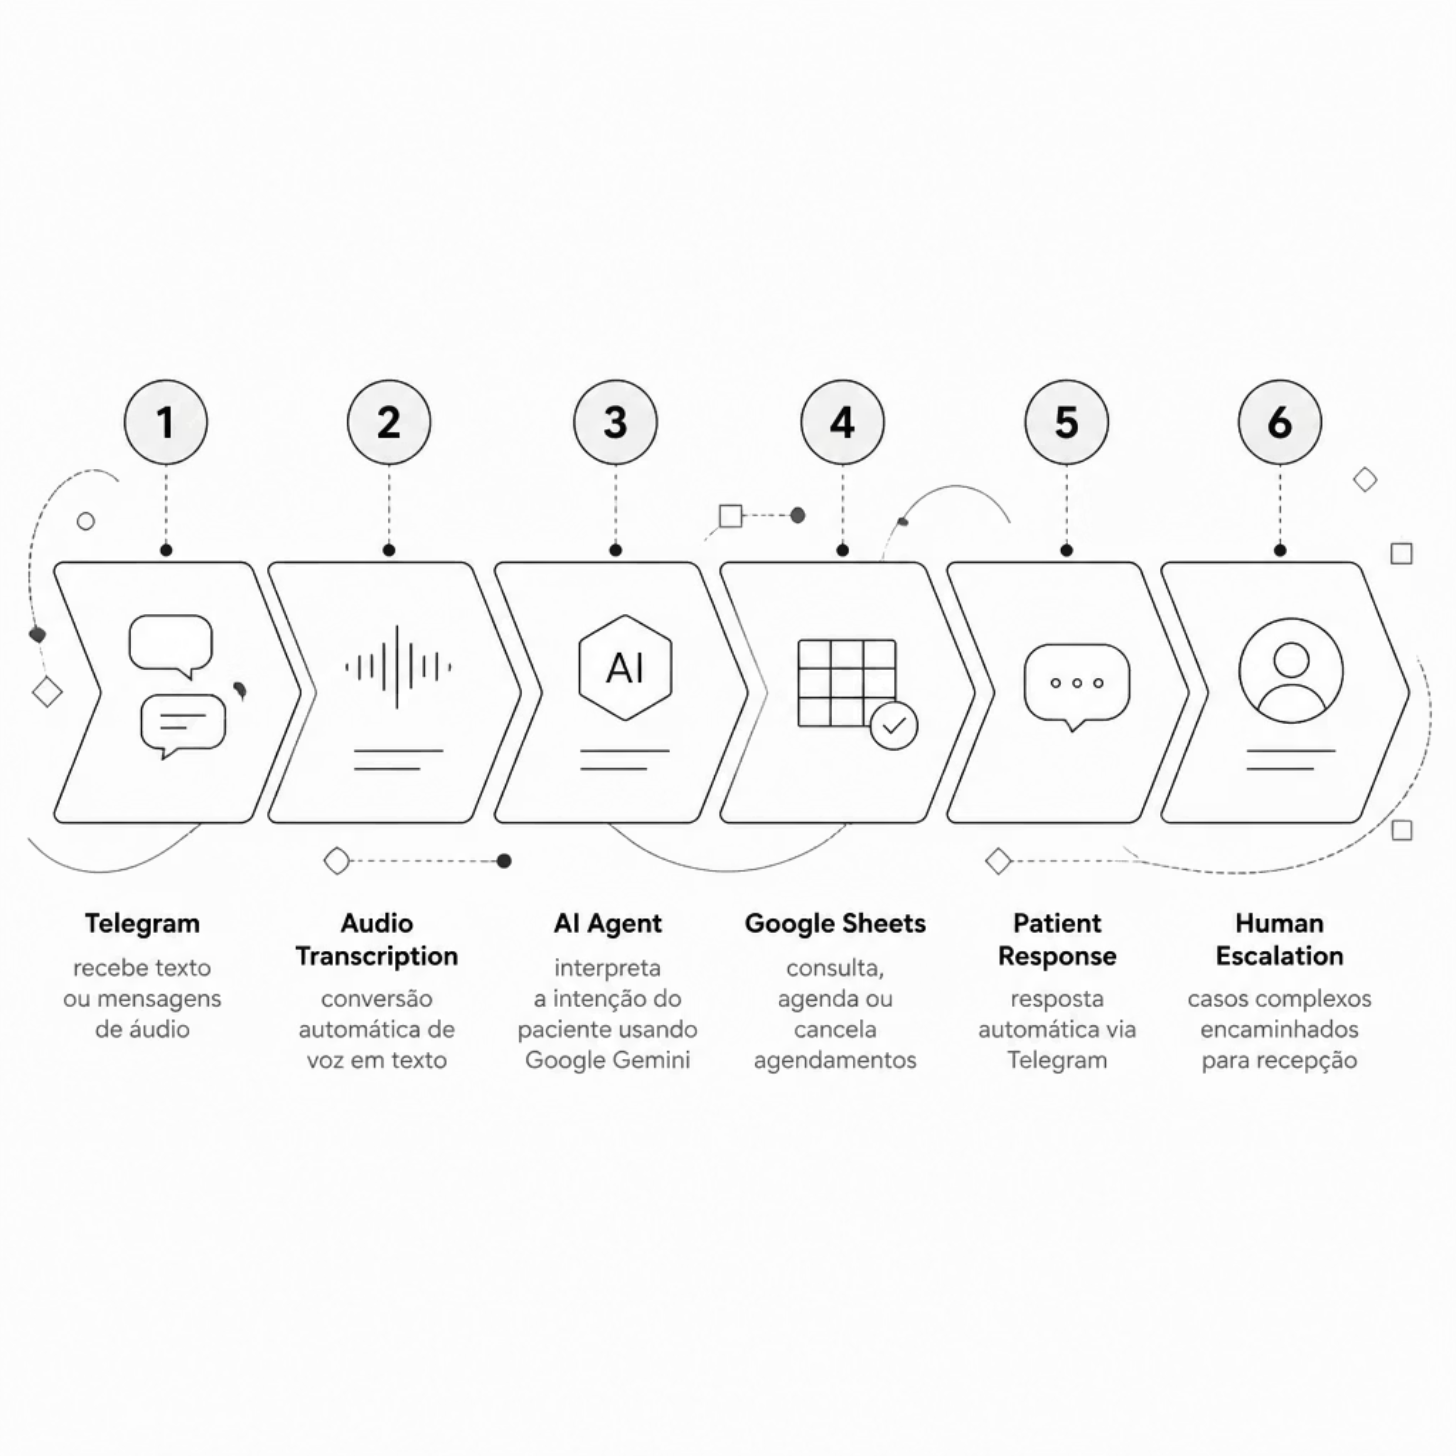 1
2
3
4
5
6
AI
Telegram
recebe texto
ou mensagens
de áudio
Audio
Transcription
conversão
automática de
voz em texto
AI Agent
interpreta
a intenção do
paciente usando
Google Gemini
Google Sheets
consulta,
agenda ou
cancela
agendamentos
Patient
Response
resposta
automática via
Telegram
Human
Escalation
casos complexos
encaminhados
para recepção